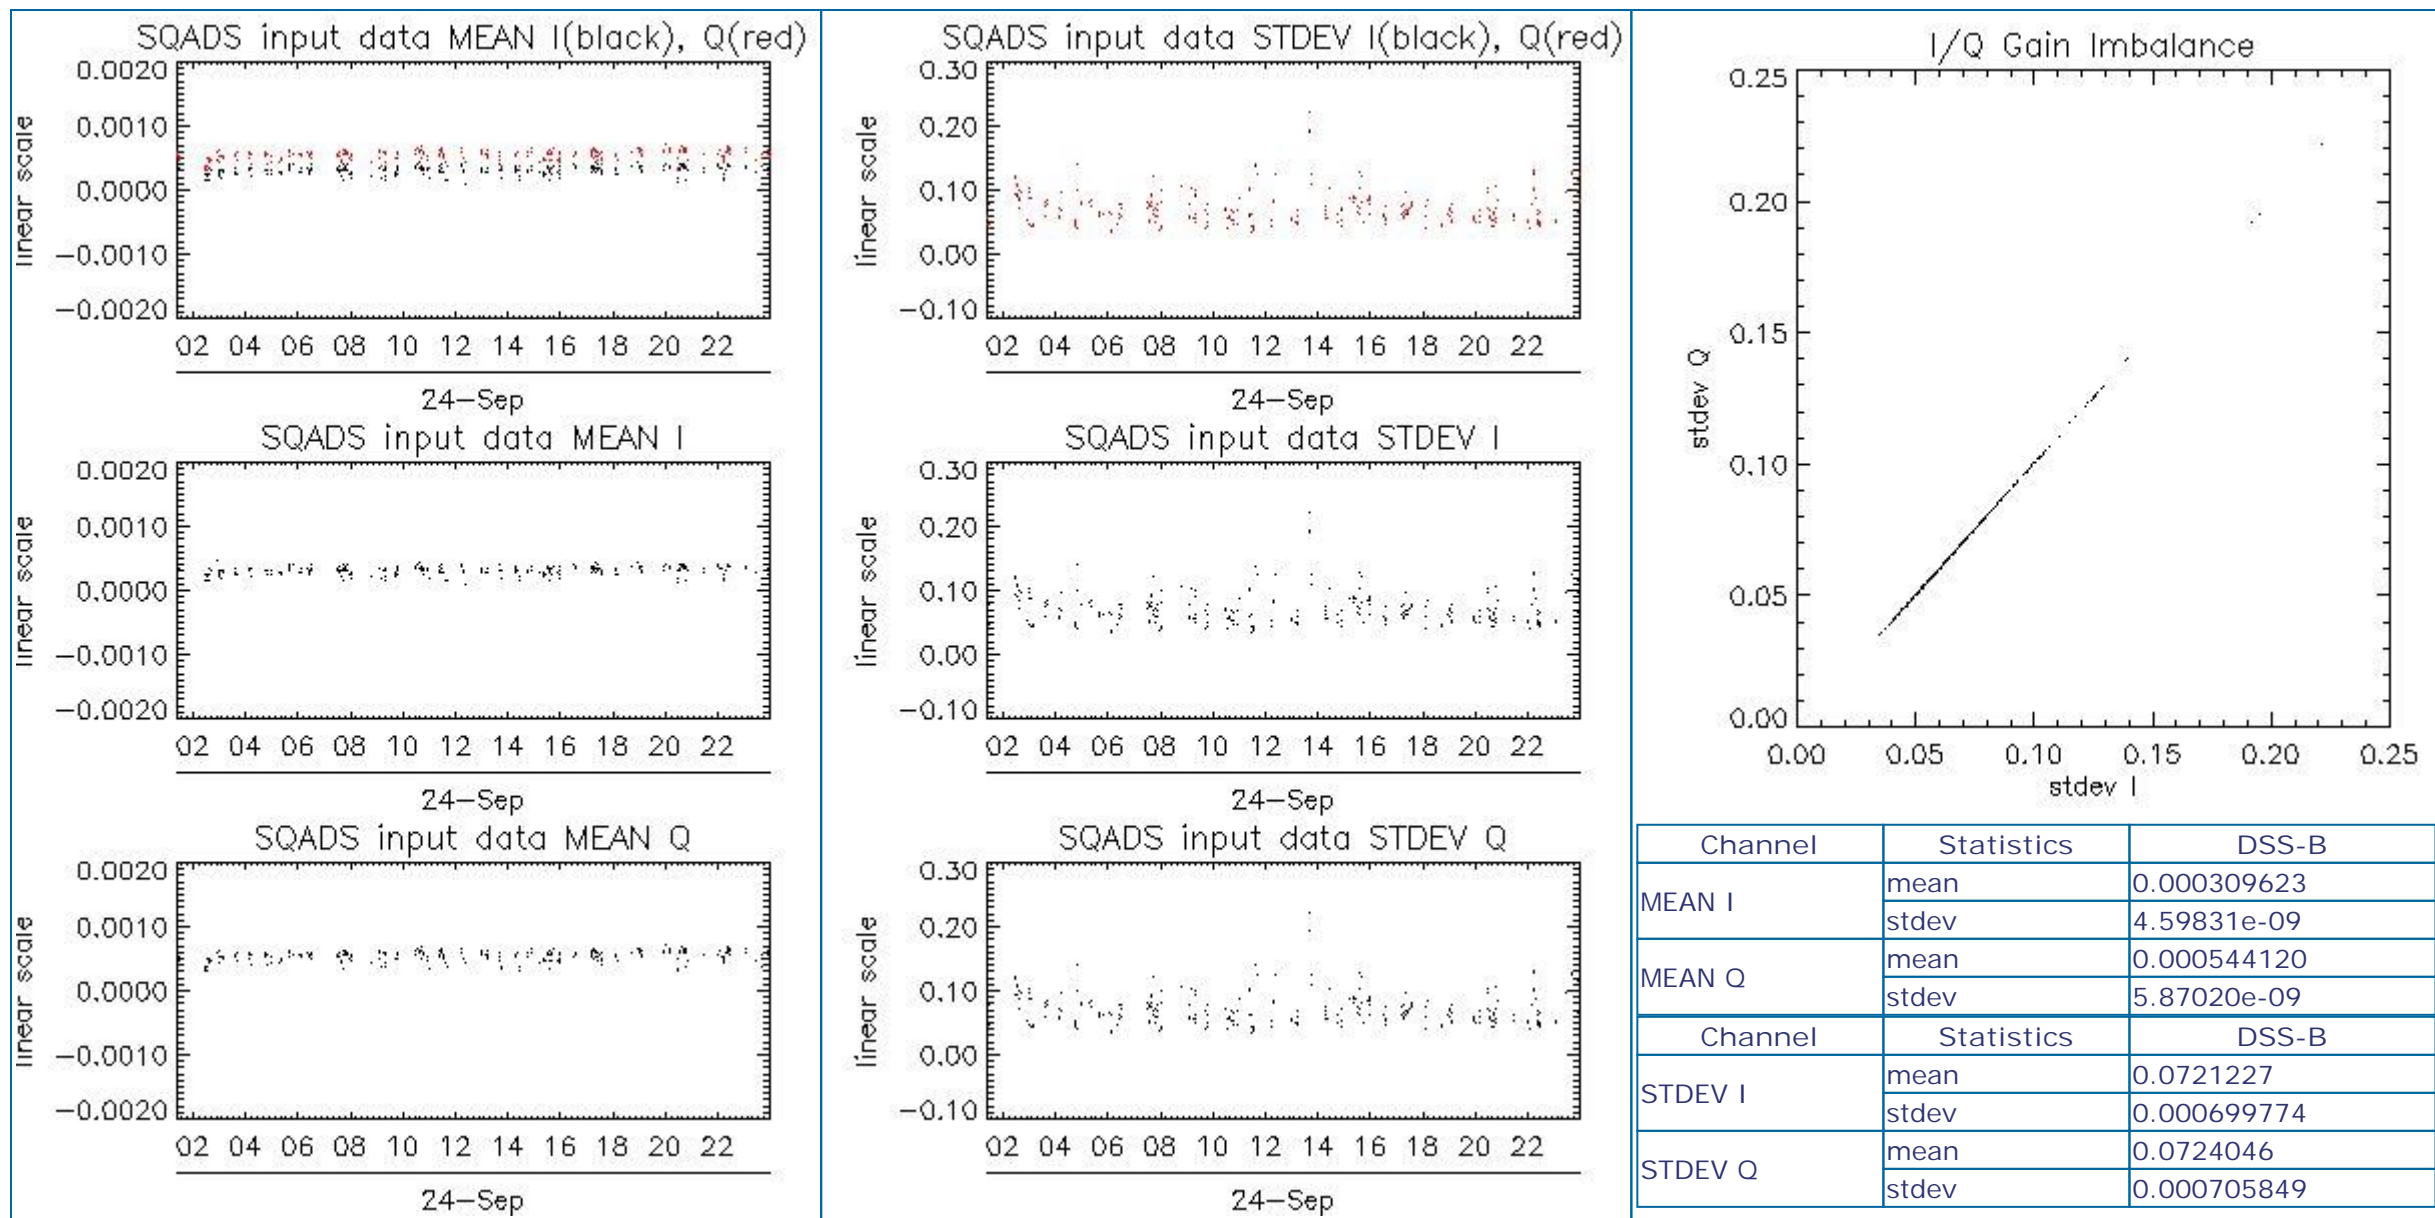 SQADS input data MEAN I(black), Q(red)
0.0020
0.0010
0.0000
-0.0010
-0.0020
linear scale
02 04 06 08 10 12 14 16 18 20 22
24-Sep
SQADS input data MEAN I
0.0020
0.0010
0.0000
-0.0010
-0.0020
linear scale
02 04 06 08 10 12 14 16 18 20 22
24-Sep
SQADS input data MEAN Q
0.0020
0.0010
0.0000
-0.0010
-0.0020
linear scale
02 04 06 08 10 12 14 16 18 20 22
24-Sep
SQADS input data STDEV I(black), Q(red)
0.30
0.20
0.10
0.00
-0.10
linear scale
02 04 06 08 10 12 14 16 18 20 22
24-Sep
SQADS input data STDEV I
0.30
0.20
0.10
0.00
-0.10
linear scale
02 04 06 08 10 12 14 16 18 20 22
24-Sep
SQADS input data STDEV Q
0.30
0.20
0.10
0.00
-0.10
linear scale
02 04 06 08 10 12 14 16 18 20 22
24-Sep
I/Q Gain Imbalance
0.25
0.20
0.15
0.10
0.05
0.00
stdev Q
0.00 0.05 0.10 0.15 0.20 0.25
stdev I
Channel Statistics DSS-B
MEAN I mean 0.000309623
stdev 4.59831e-09
MEAN Q mean 0.000544120
stdev 5.87020e-09
Channel Statistics DSS-B
STDEV I mean 0.0721227
stdev 0.000699774
STDEV Q mean 0.0724046
stdev 0.000705849